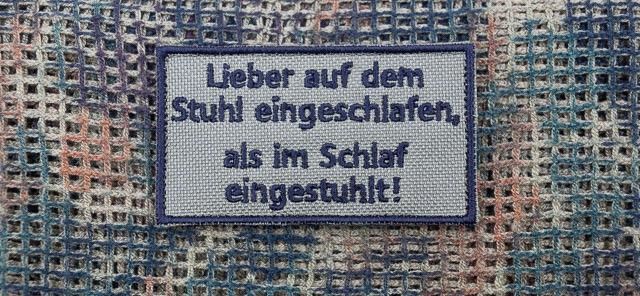 Lieber auf dem
Stuhl eingeschlafen,
als im Schlaf
eingestuhlt!